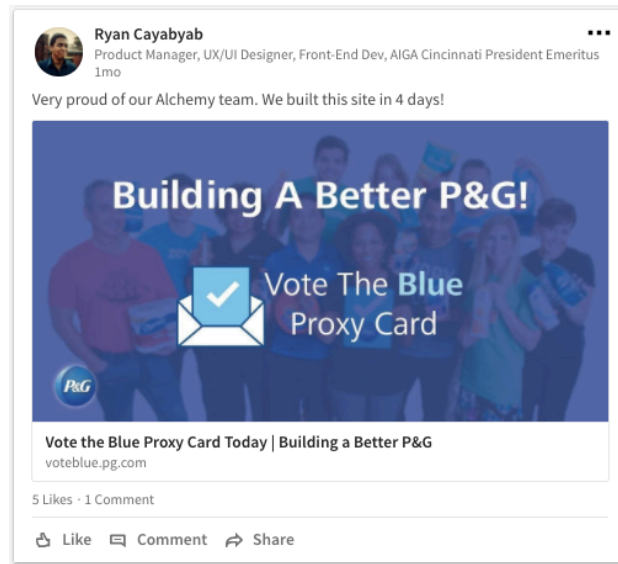 Ryan Cayabyab
Product Manager, UX/UI Designer, Front-End Dev, AIGA Cincinnati President Emeritus
1mo
Very proud of our Alchemy team. We built this site in 4 days!
Building A Better P&G!
Vote The Blue
Proxy Card
P&G
Vote the Blue Proxy Card Today | Building a Better P&G
voteblue.pg.com
5 Likes · 1 Comment
Like Comment Share